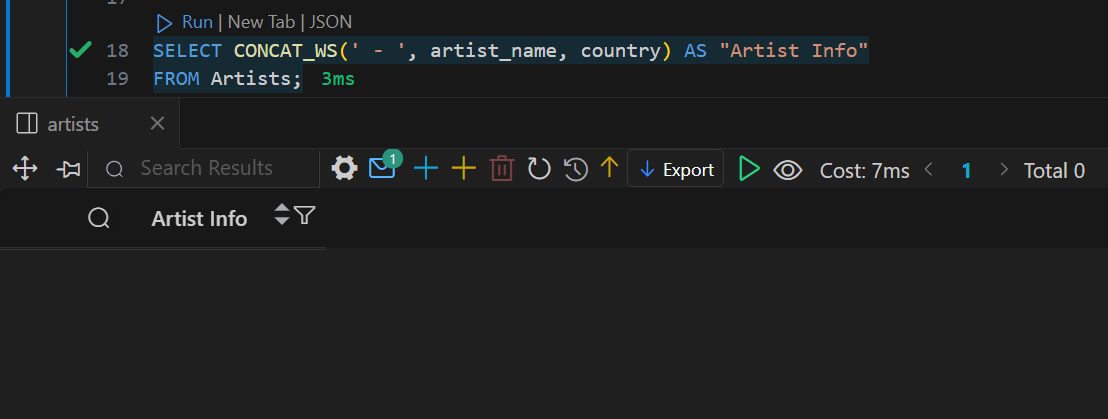 17
Run | New Tab | JSON
18 SELECT CONCAT_WS(' - ', artist_name, country) AS "Artist Info"
19 FROM Artists; 3ms
artists
Search Results 1 Export Cost: 7ms 1 Total 0
Artist Info